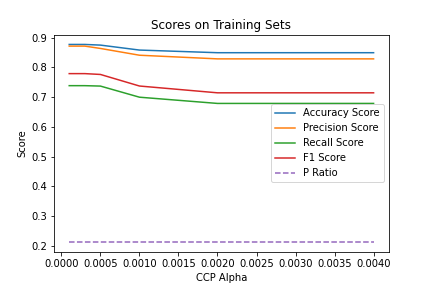 Scores on Training Sets
0.9
0.8
0.7
0.6
0.5
0.4
0.3
0.2
Score
Accuracy Score
Precision Score
Recall Score
F1 Score
P Ratio
0.0000 0.0005 0.0010 0.0015 0.0020 0.0025 0.0030 0.0035 0.0040
CCP Alpha